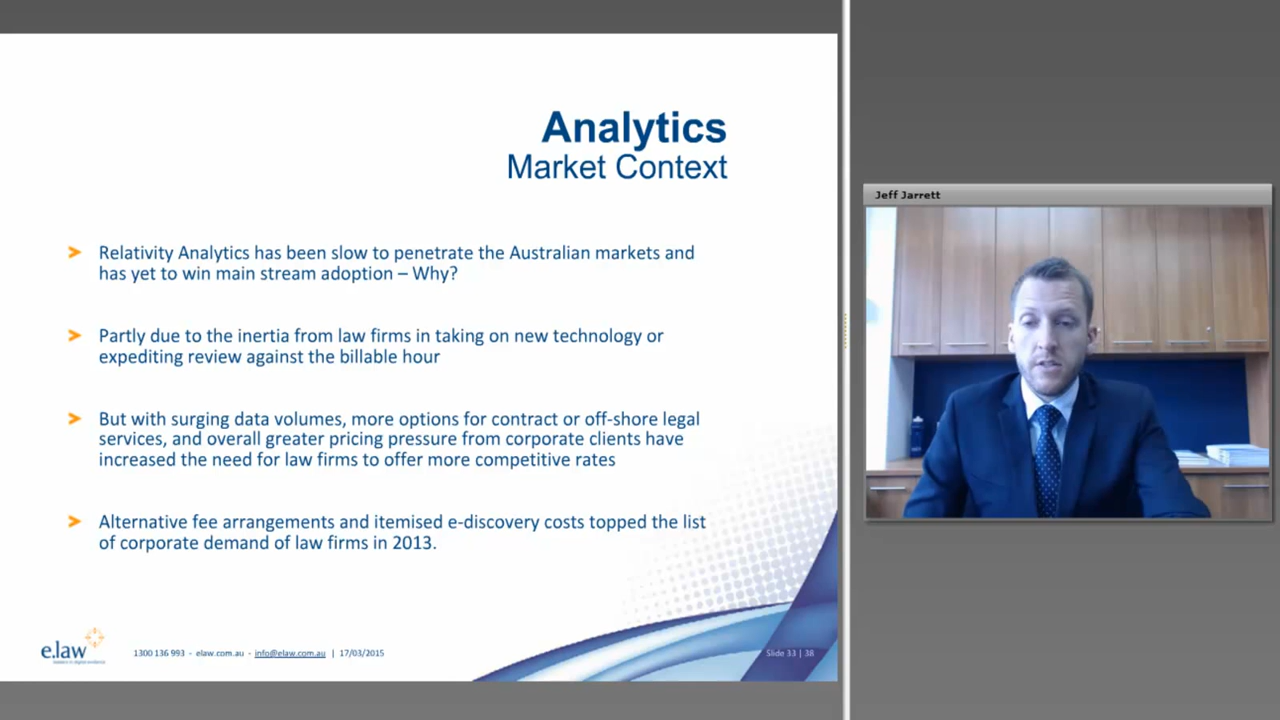 Analytics
Market Context
Relativity Analytics has been slow to penetrate the Australian markets and
has yet to win main stream adoption – Why?
Partly due to the inertia from law firms in taking on new technology or
expediting review against the billable hour
But with surging data volumes, more options for contract or off-shore legal
services, and overall greater pricing pressure from corporate clients have
increased the need for law firms to offer more competitive rates
Alternative fee arrangements and itemised e-discovery costs topped the list
of corporate demand of law firms in 2013.
e.law
leaders in digital evidence
1300 136 993 - elaw.com.au - info@elaw.com.au | 17/03/2015
Slide 33 | 38
Jeff Jarrett